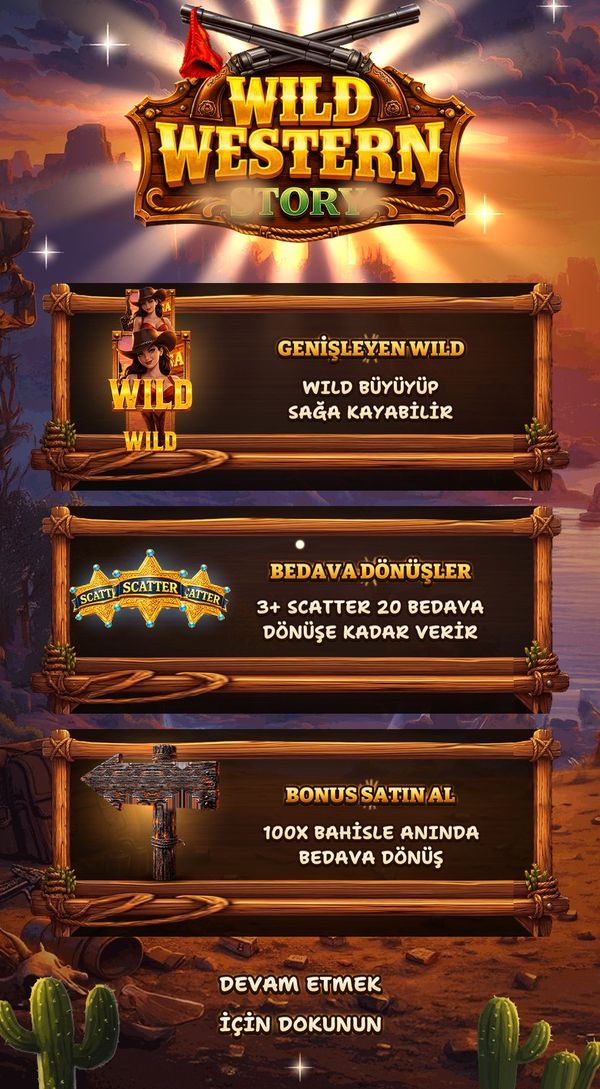 WILD
WESTERN
STORY
GENİŞLEYEN WILD
WILD BÜYÜYÜP
SAĞA KAYABİLİR
WILD
WILD
BEDAVA DÖNÜŞLER
SCATTER
3+ SCATTER 20 BEDAVA
DÖNÜŞE KADAR VERİR
BONUS SATIN AL
100X BAHİSLE ANINDA
BEDAVA DÖNÜŞ
DEVAM ETMEK
İÇİN DOKUNUN